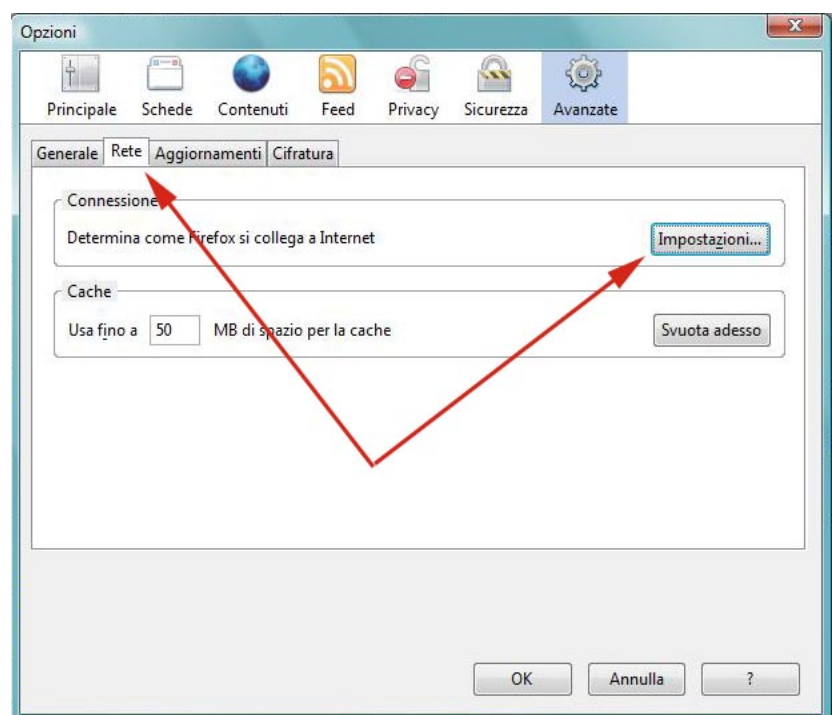 Opzioni
Principale Schede Contenuti Feed Privacy Sicurezza Avanzate
Generale Rete Aggiornamenti Cifratura
Connessione
Determina come Firefox si collega a Internet Impostazioni...
Cache
Usa fino a 50 MB di spazio per la cache Svuota adesso
OK Annulla ?